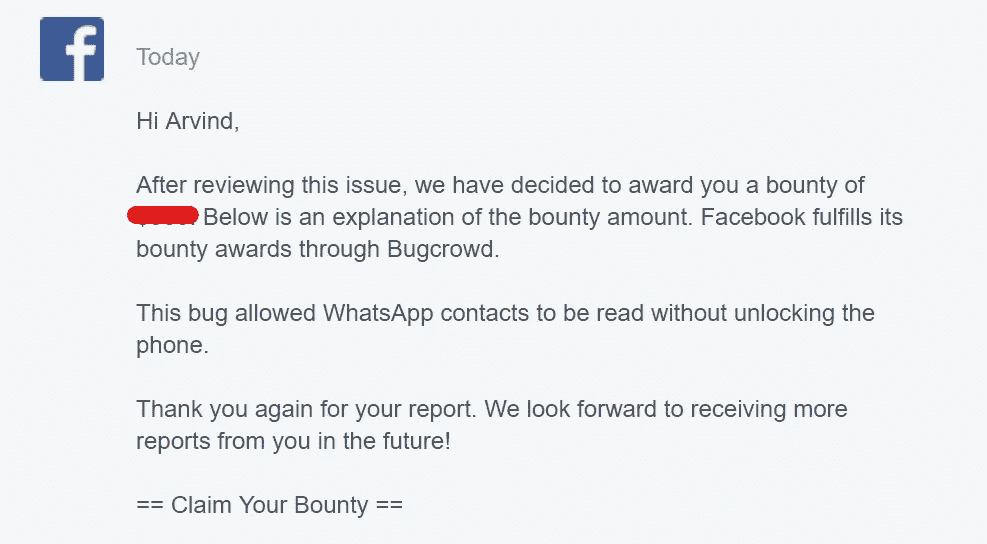 Today
Hi Arvind,
After reviewing this issue, we have decided to award you a bounty of
Below is an explanation of the bounty amount. Facebook fulfills its
bounty awards through Bugcrowd.
This bug allowed WhatsApp contacts to be read without unlocking the
phone.
Thank you again for your report. We look forward to receiving more
reports from you in the future!
== Claim Your Bounty ==